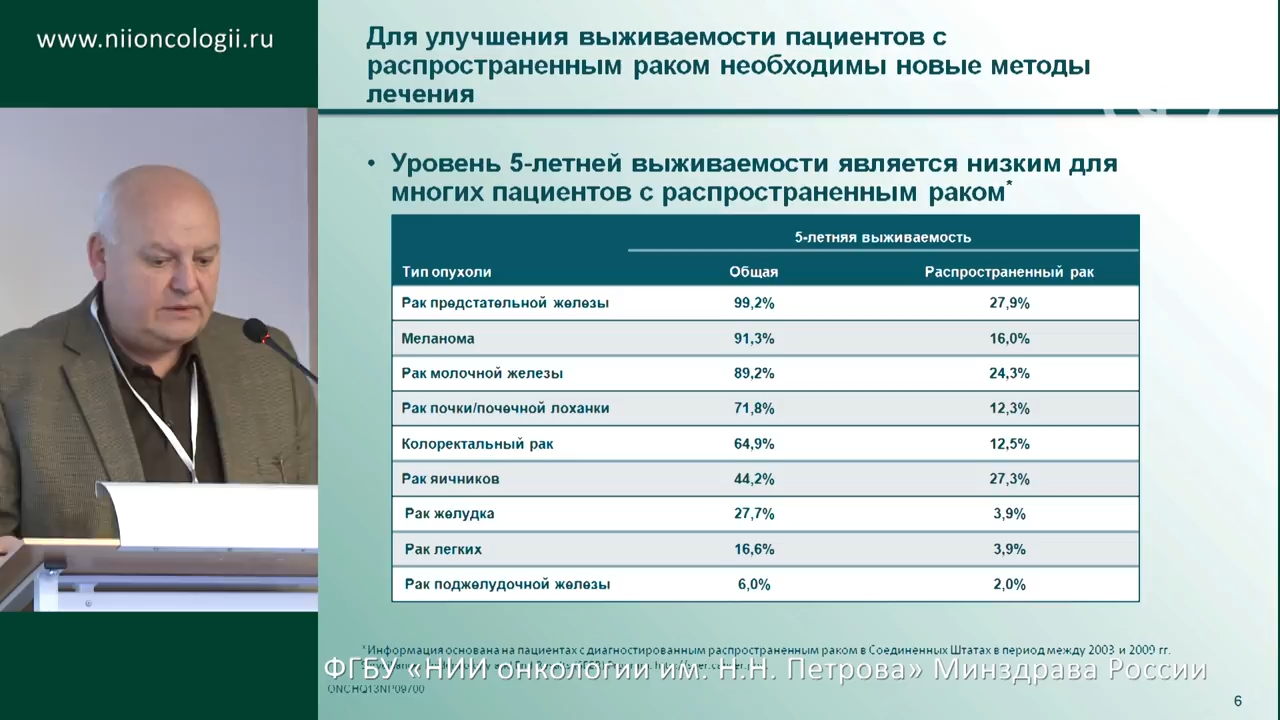 www.niioncologii.ru
Для улучшения выживаемости пациентов с
распространенным раком необходимы новые методы
лечения
• Уровень 5-летней выживаемости является низким для
многих пациентов с распространенным раком*
5-летняя выживаемость
Тип опухоли Общая Распространенный рак
Рак предстательной железы 99,2% 27,9%
Меланома 91,3% 16,0%
Рак молочной железы 89,2% 24,3%
Рак почки/почечной лоханки 71,8% 12,3%
Колоректальный рак 64,9% 12,5%
Рак яичников 44,2% 27,3%
Рак желудка 27,7% 3,9%
Рак легких 16,6% 3,9%
Рак поджелудочной железы 6,0% 2,0%
*Информация основана на пациентах с диагностированным распространенным раком в Соединенных Штатах в период между 2003 и 2009 гг.
ФГБУ «НИИ онкологии им. Н.Н. Петрова» Минздрава России
ONCHQ13NP09700
6